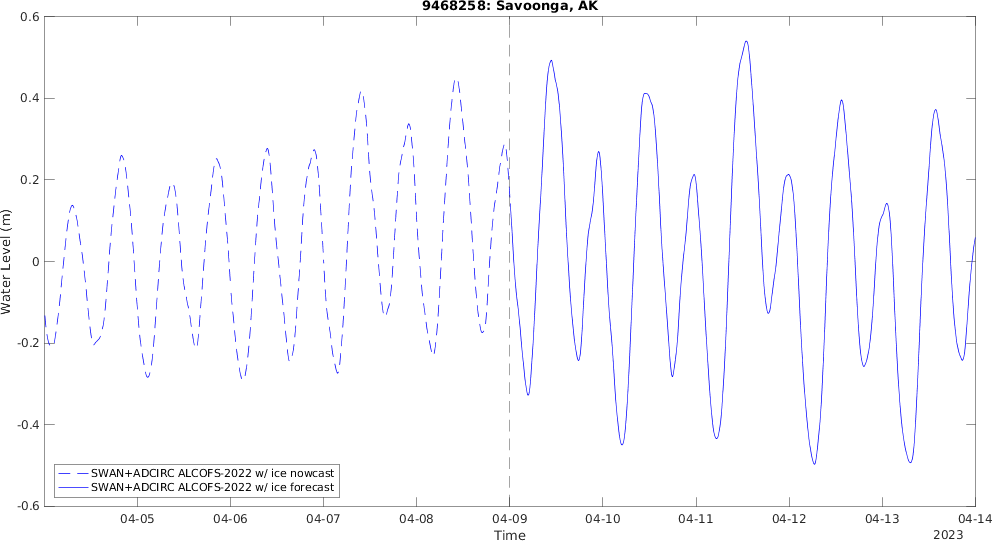 9468258: Savoonga, AK
0.6
0.4
0.2
0
-0.2
-0.4
-0.6
Water Level (m)
SWAN+ADCIRC ALCOFS-2022 w/ ice nowcast
SWAN+ADCIRC ALCOFS-2022 w/ ice forecast
04-05 04-06 04-07 04-08 04-09 04-10 04-11 04-12 04-13 04-14
Time
2023